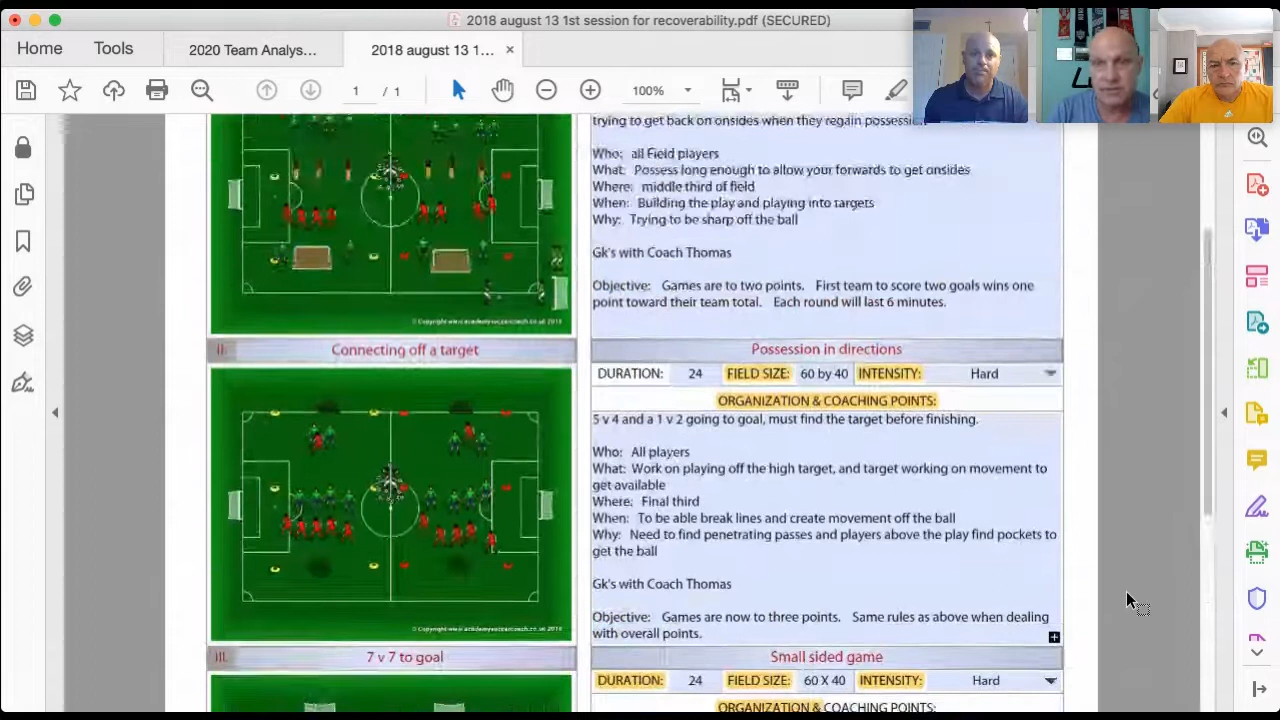 2018 august 13 1st session for recoverability.pdf (SECURED)
Home
Tools
2020 Team Analys...
2018 august 13 1...
1 / 1
100%
trying to get back on onsides when they regain
Who: all Field players
What: Possess long enough to allow your forwards to get onsides
Where: middle third of field
When: Building the play and playing into targets
Why: Trying to be sharp off the ball
Gk's with Coach Thomas
Objective: Games are to two points. First team to score two goals wins one
point toward their team total. Each round will last 6 minutes.
II: Connecting off a target
Possession in directions
DURATION: 24 FIELD SIZE: 60 by 40 INTENSITY: Hard
ORGANIZATION & COACHING POINTS:
5 v 4 and a 1 v 2 going to goal, must find the target before finishing.
Who: All players
What: Work on playing off the high target, and target working on movement to
get available
Where: Final third
When: To be able break lines and create movement off the ball
Why: Need to find penetrating passes and players above the play find pockets to
get the ball
Gk's with Coach Thomas
Objective: Games are now to three points. Same rules as above when dealing
with overall points.
III. 7 v 7 to goal
Small sided game
DURATION: 24 FIELD SIZE: 60 X 40 INTENSITY: Hard
ORGANIZATION & COACHING POINTS: